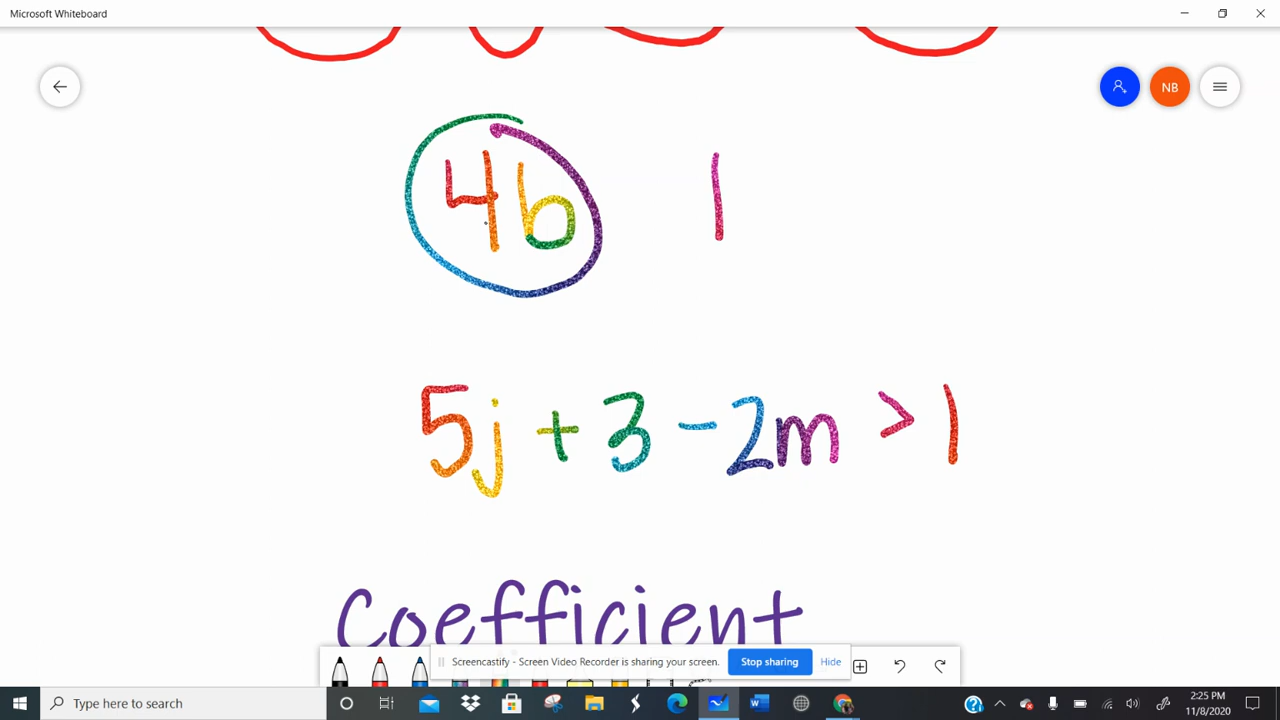 Microsoft Whiteboard
NB
4b 1
5j + 3 - 2m > 1
Coefficient
Screencastify - Screen Video Recorder is sharing your screen. Stop sharing Hide
Type here to search
2:25 PM
11/8/2020